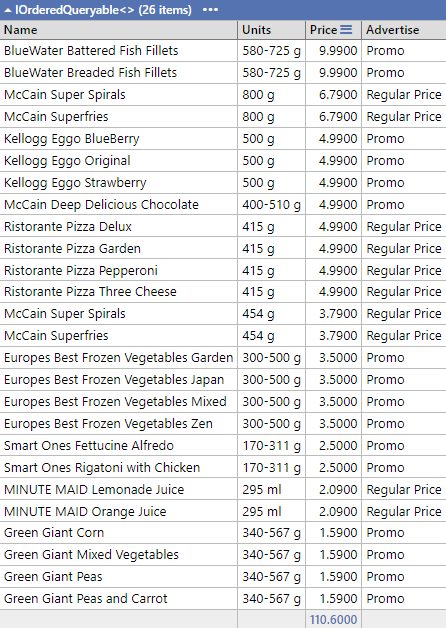 IOrderedQueryable<> (26 items) •••
Name Units Price Advertise
BlueWater Battered Fish Fillets 580-725 g 9.9900 Promo
BlueWater Breaded Fish Fillets 580-725 g 9.9900 Promo
McCain Super Spirals 800 g 6.7900 Regular Price
McCain Superfries 800 g 6.7900 Regular Price
Kellogg Eggo BlueBerry 500 g 4.9900 Promo
Kellogg Eggo Original 500 g 4.9900 Promo
Kellogg Eggo Strawberry 500 g 4.9900 Promo
McCain Deep Delicious Chocolate 400-510 g 4.9900 Promo
Ristorante Pizza Delux 415 g 4.9900 Regular Price
Ristorante Pizza Garden 415 g 4.9900 Regular Price
Ristorante Pizza Pepperoni 415 g 4.9900 Regular Price
Ristorante Pizza Three Cheese 415 g 4.9900 Regular Price
McCain Super Spirals 454 g 3.7900 Regular Price
McCain Superfries 454 g 3.7900 Regular Price
Europes Best Frozen Vegetables Garden 300-500 g 3.5000 Promo
Europes Best Frozen Vegetables Japan 300-500 g 3.5000 Promo
Europes Best Frozen Vegetables Mixed 300-500 g 3.5000 Promo
Europes Best Frozen Vegetables Zen 300-500 g 3.5000 Promo
Smart Ones Fettucine Alfredo 170-311 g 2.5000 Promo
Smart Ones Rigatoni with Chicken 170-311 g 2.5000 Promo
MINUTE MAID Lemonade Juice 295 ml 2.0900 Regular Price
MINUTE MAID Orange Juice 295 ml 2.0900 Regular Price
Green Giant Corn 340-567 g 1.5900 Promo
Green Giant Mixed Vegetables 340-567 g 1.5900 Promo
Green Giant Peas 340-567 g 1.5900 Promo
Green Giant Peas and Carrot 340-567 g 1.5900 Promo
110.6000